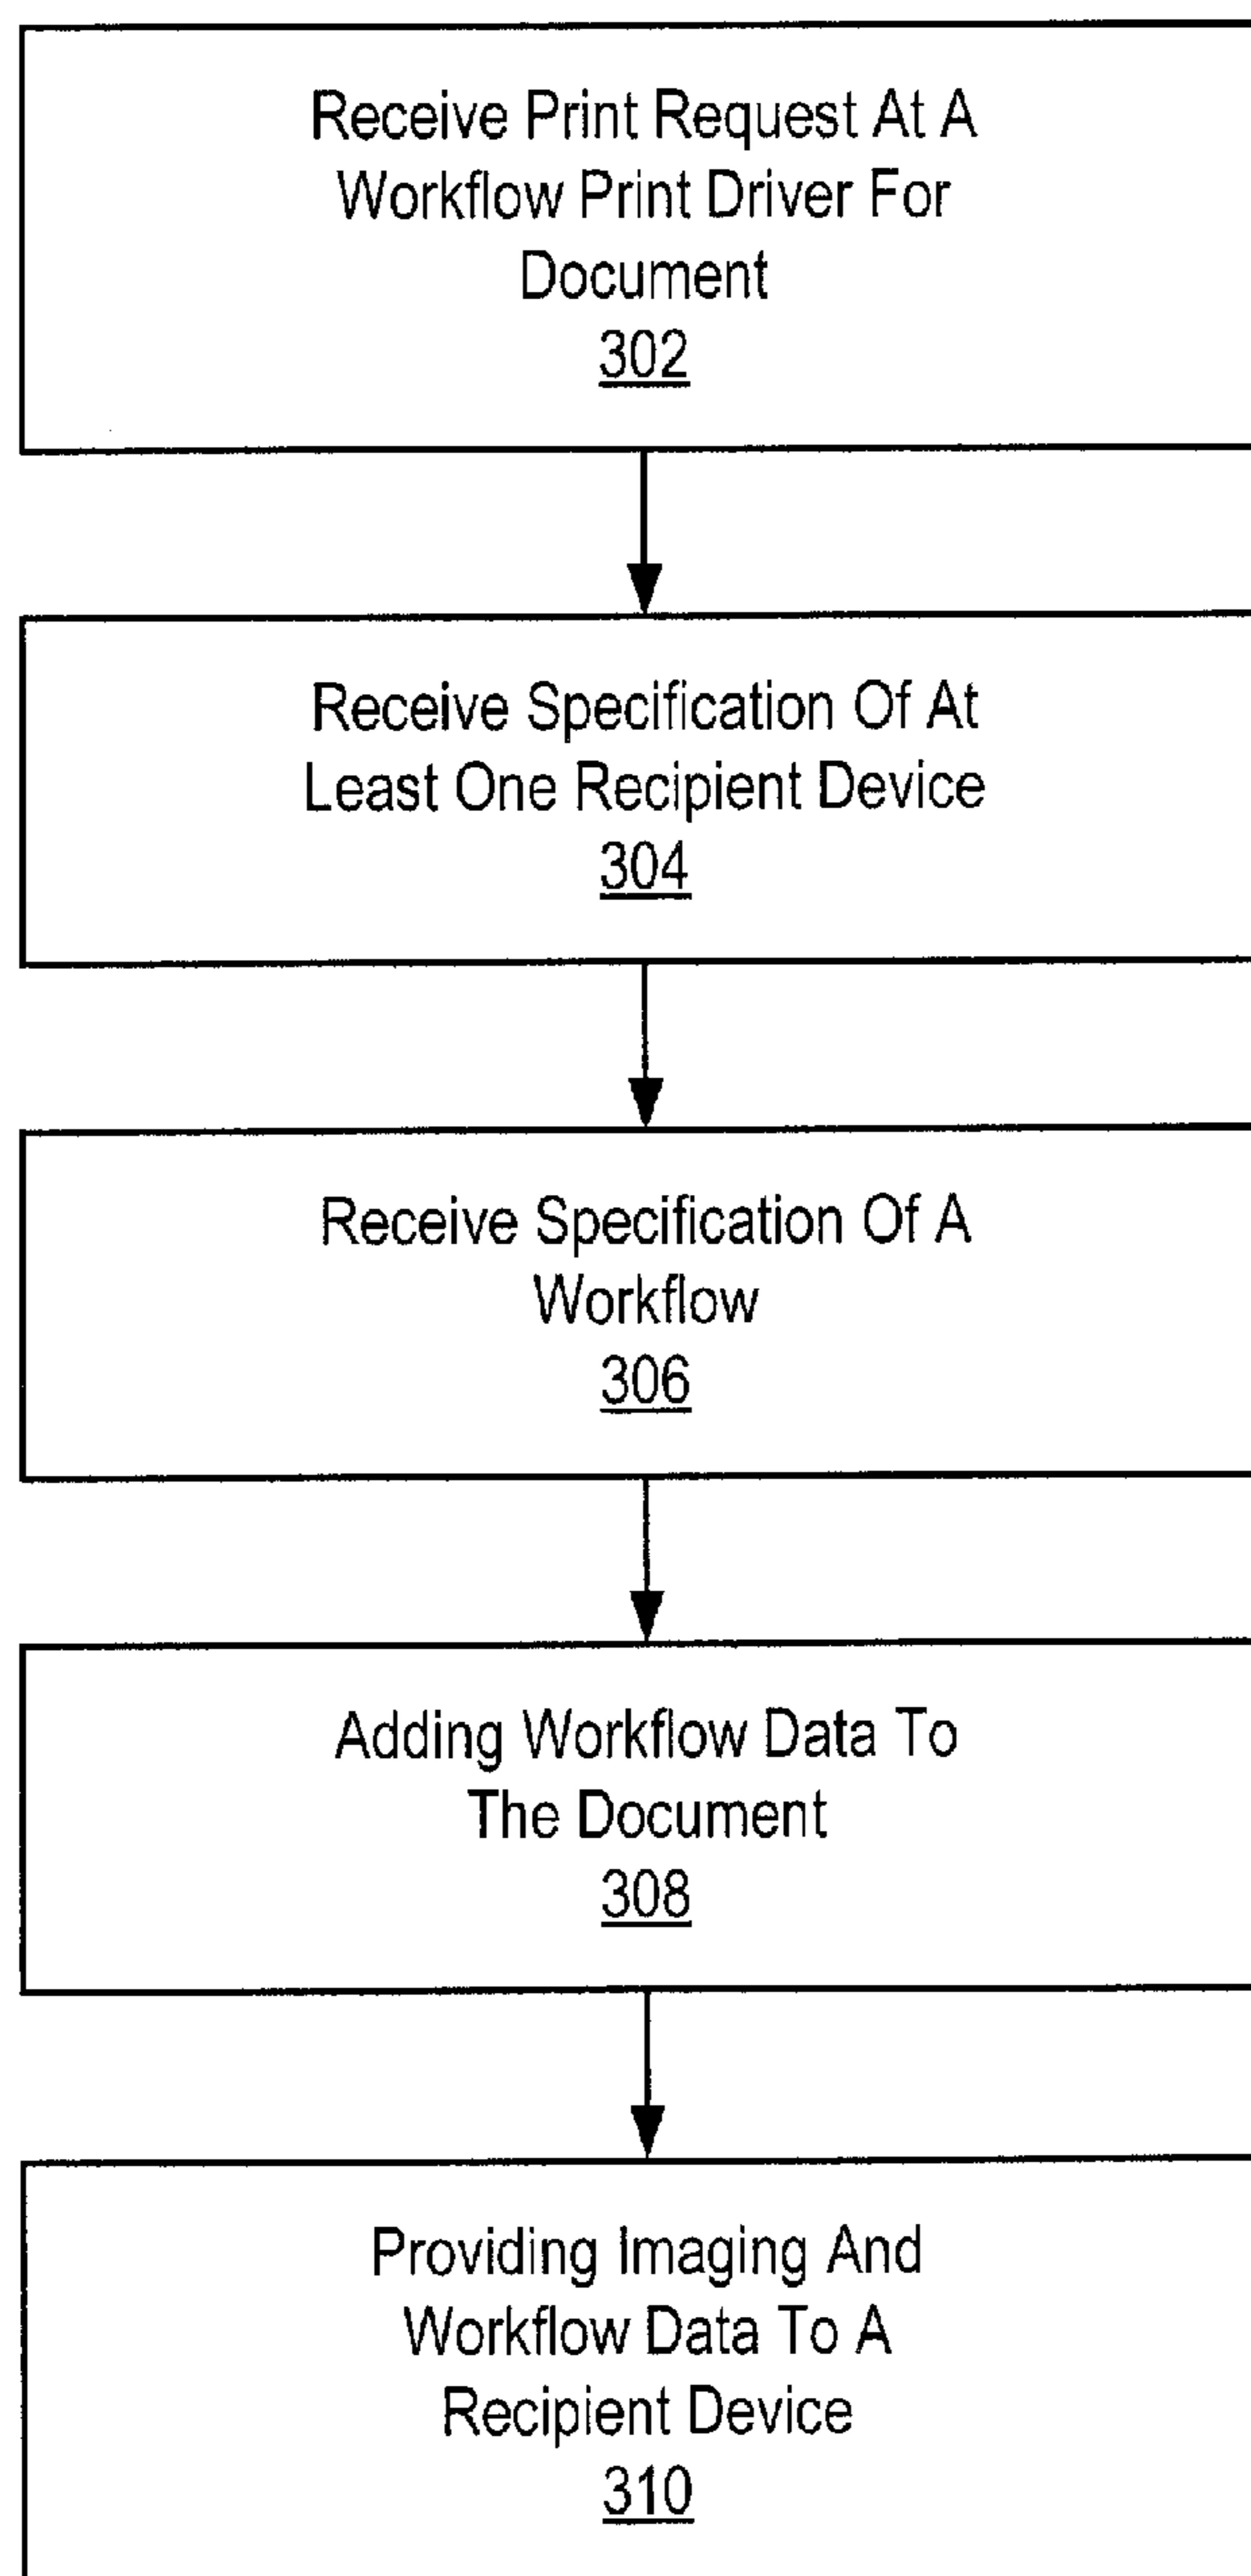 Receive Print Request At A
Workflow Print Driver For
Document
302
Receive Specification Of At
Least One Recipient Device
304
Receive Specification Of A
Workflow
306
Adding Workflow Data To
The Document
308
Providing Imaging And
Workflow Data To A
Recipient Device
310